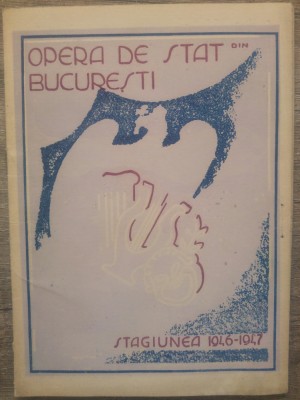 OPERA DE STAT DIN
BUCUREȘTI
STAGIUNEA 1946-1947